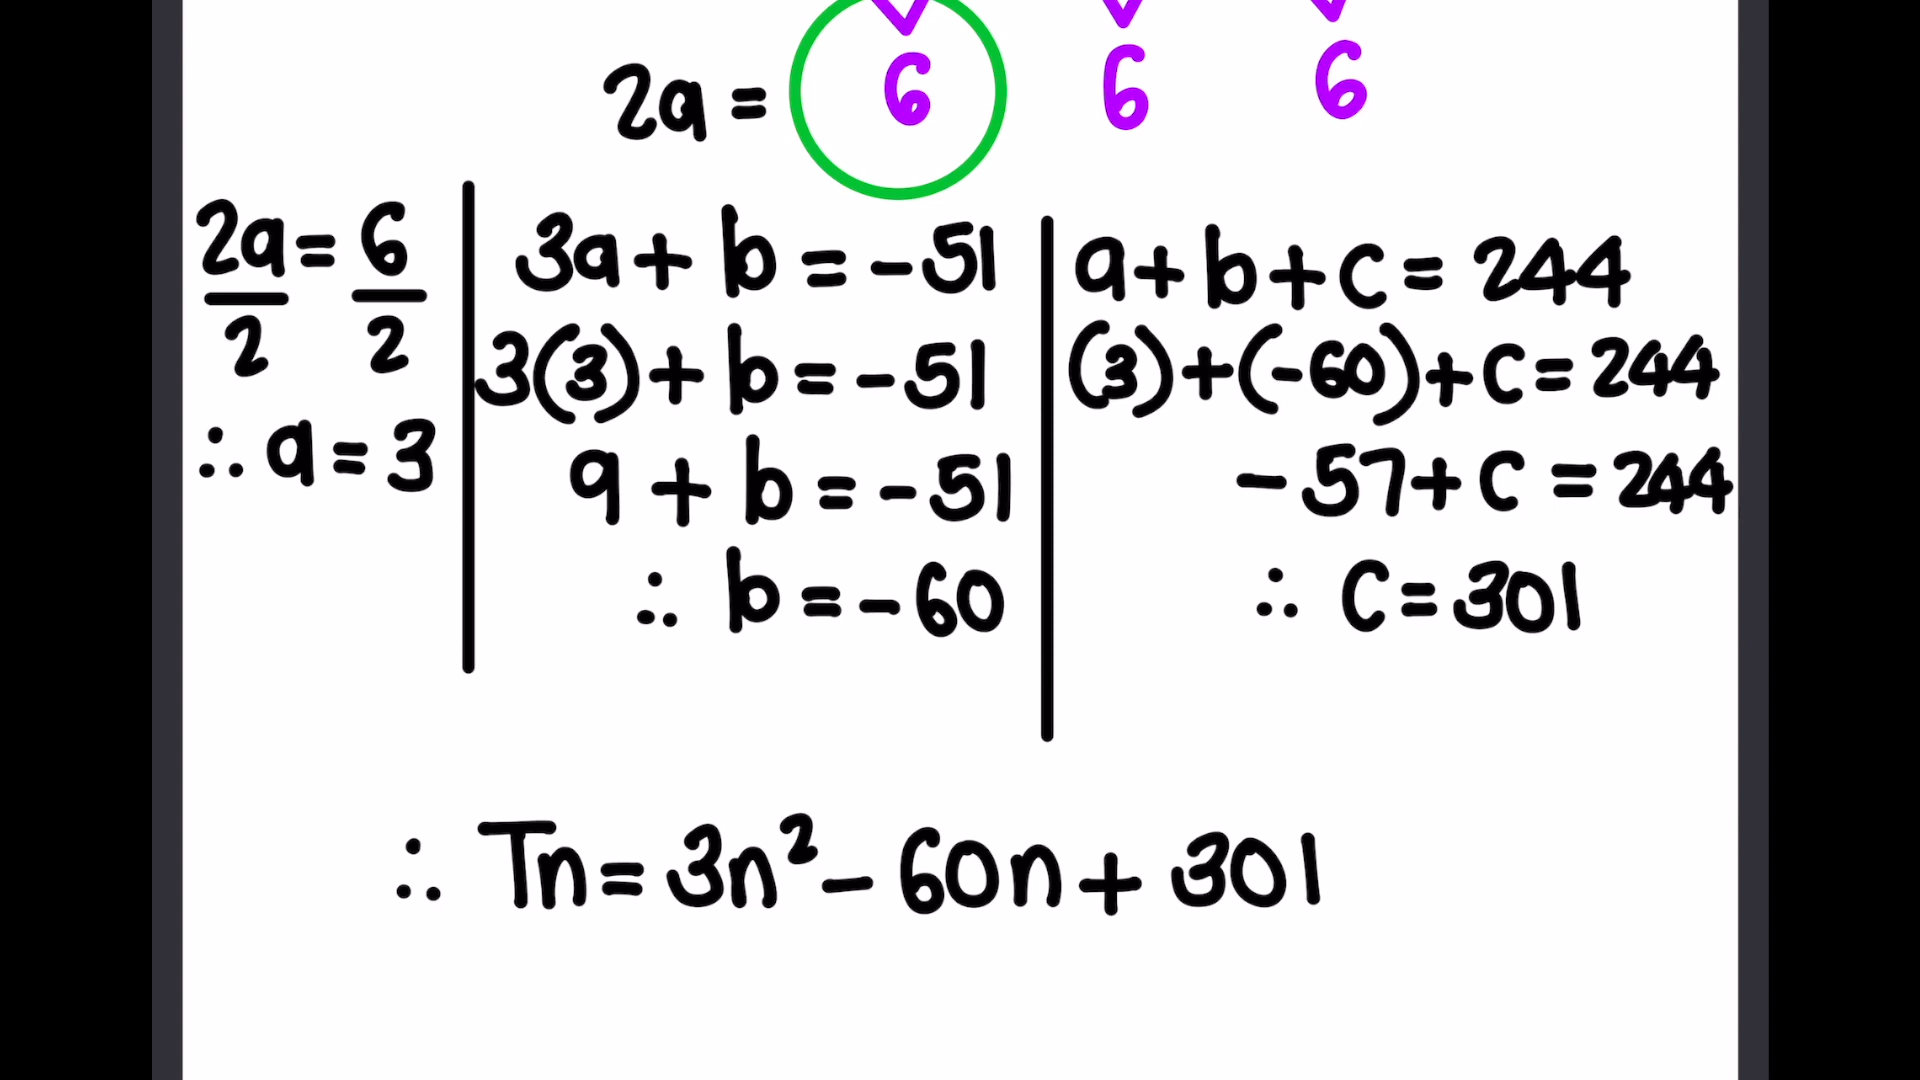 2a = 6 6 6
2a = 6 3a + b = -51 a + b + c = 244
2 2 3(3) + b = -51 (3) + (-60) + c = 244
∴ a = 3 9 + b = -51 -57 + c = 244
∴ b = -60 ∴ c = 301
∴ Tn = 3n² - 60n + 301